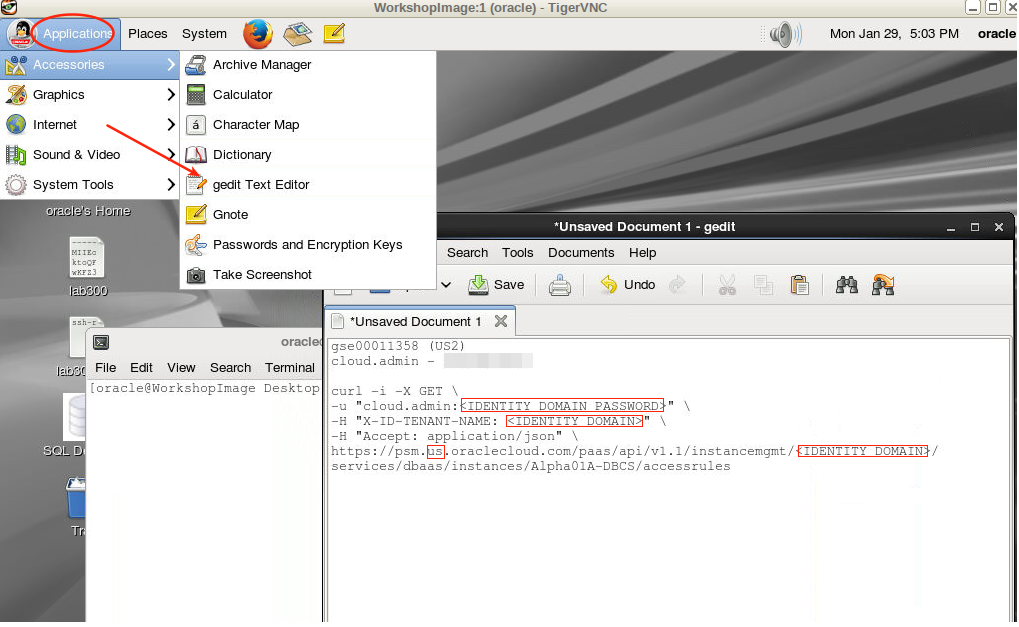 WorkshopImage:1 (oracle) - TigerVNC
Applications Places System
Mon Jan 29, 5:03 PM oracle
Accessories
Graphics
Internet
Sound & Video
System Tools
Archive Manager
Calculator
Character Map
Dictionary
gedit Text Editor
Gnote
Passwords and Encryption Keys
Take Screenshot
oracle's Home
MIIEo
ktoQF
wKFZ3
lab300
ssh-r
SQL
*Unsaved Document 1 - gedit
Search Tools Documents Help
Save Undo
*Unsaved Document 1
gse00011358 (US2)
cloud.admin -
curl -i -X GET \
-u "cloud.admin:<IDENTITY DOMAIN PASSWORD>" \
-H "X-ID-TENANT-NAME: <IDENTITY DOMAIN>" \
-H "Accept: application/json" \
https://psm.us.oraclecloud.com/paas/api/v1.1/instancemgmt/<IDENTITY DOMAIN>/
services/dbaas/instances/Alpha01A-DBCS/accessrules
File Edit View Search Terminal
[oracle@WorkshopImage Desktop